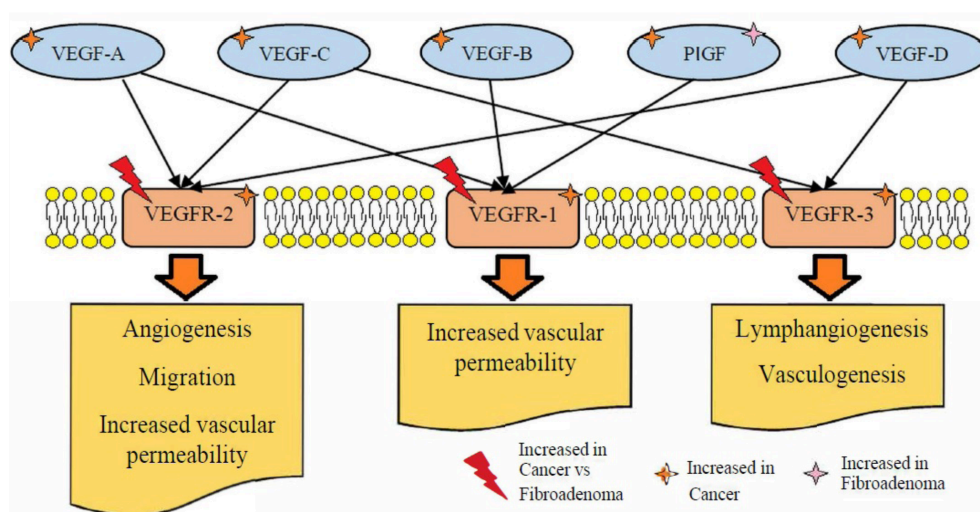 VEGF-A
VEGF-C
VEGF-B
PIGF
VEGF-D
VEGFR-2
VEGFR-1
VEGFR-3
Angiogenesis
Migration
Increased vascular
permeability
Increased vascular
permeability
Lymphangiogenesis
Vasculogenesis
Increased in
Cancer vs
Fibroadenoma
Increased in
Cancer
Increased in
Fibroadenoma